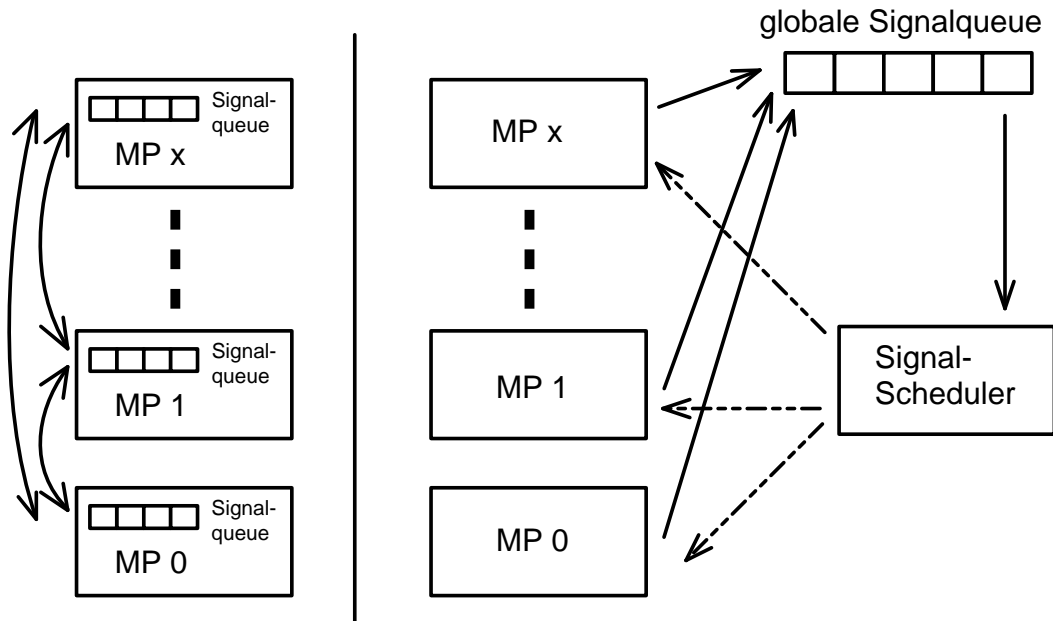 Signal-
queue
MP x
Signal-
queue
MP 1
Signal-
queue
MP 0
globale Signalqueue
MP x
MP 1
MP 0
Signal-
Scheduler